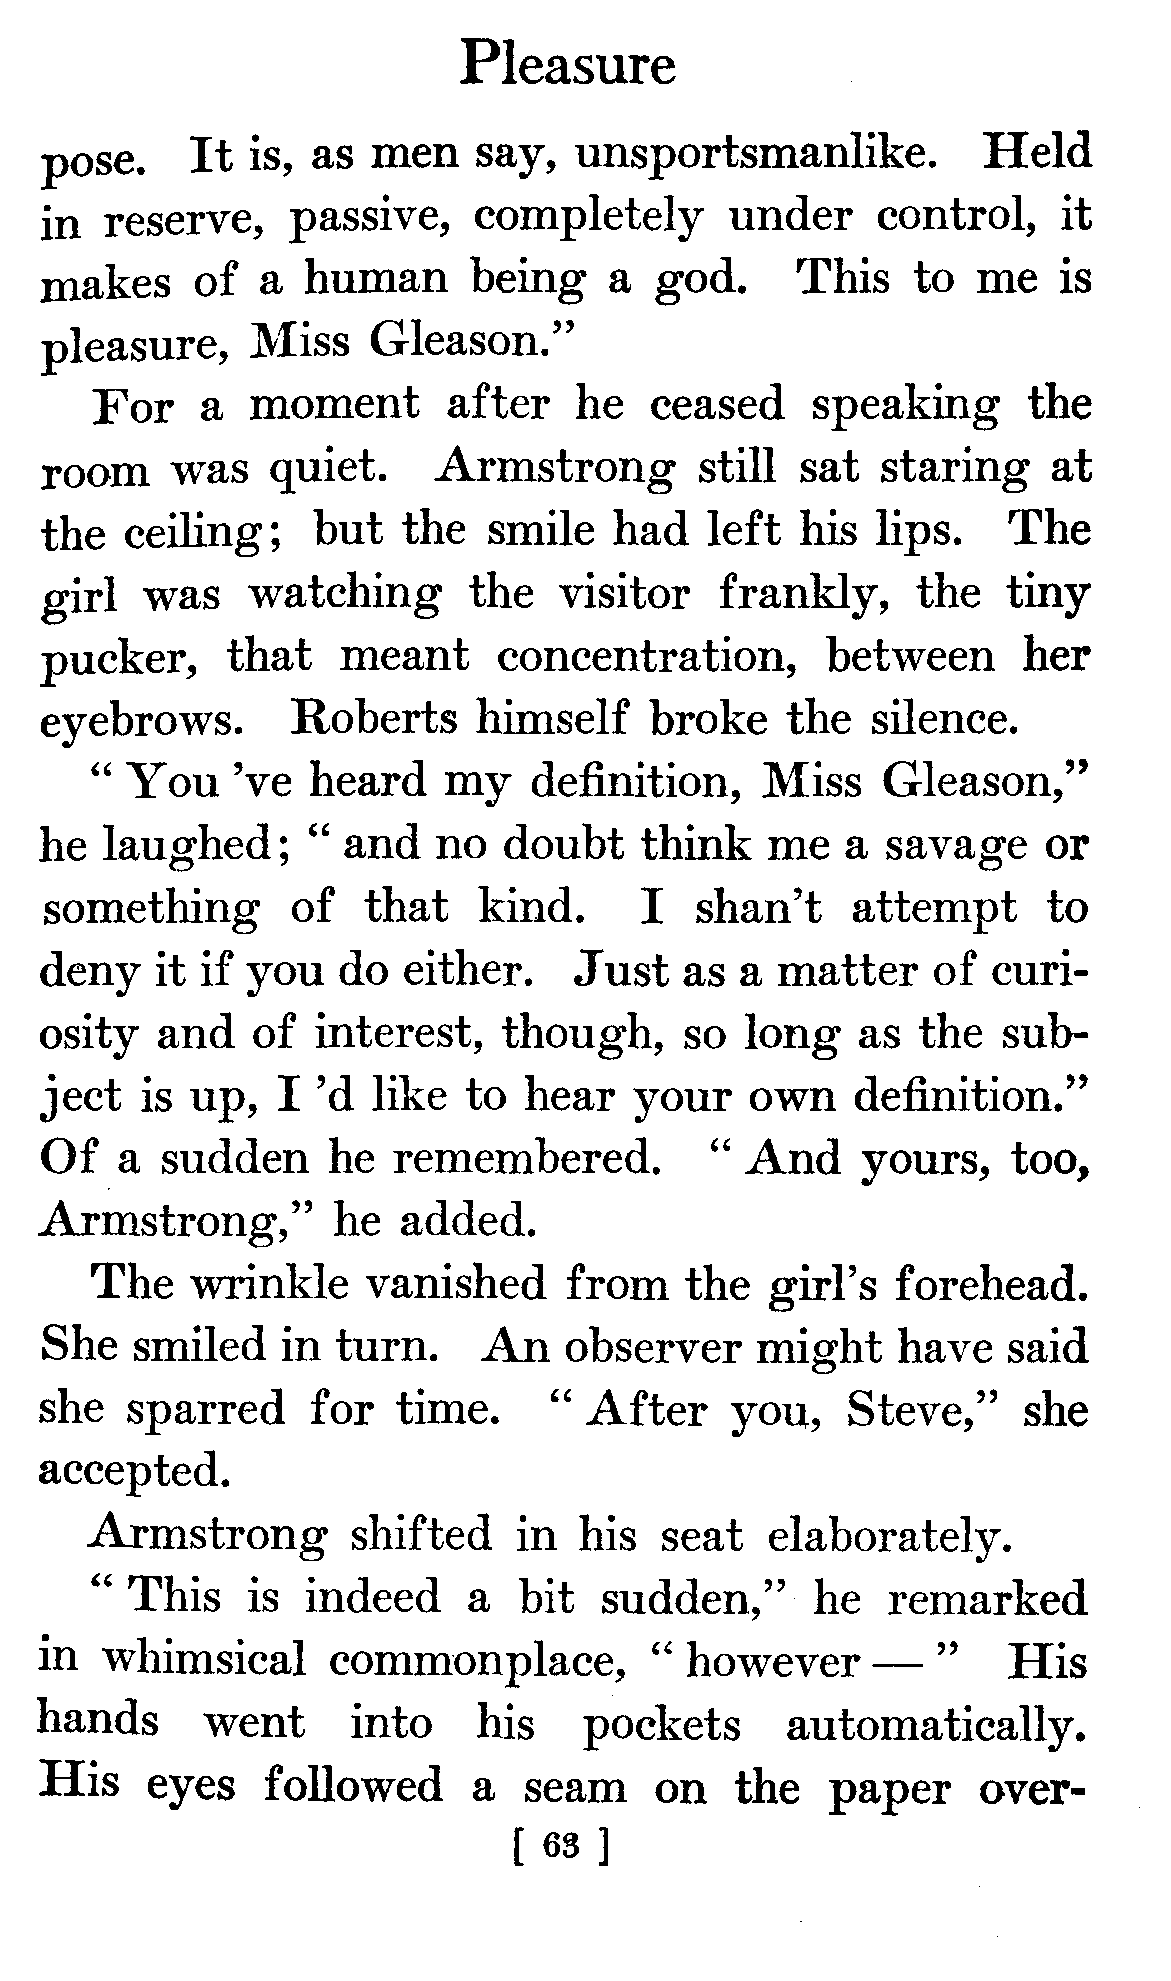 Pleasure
pose. It is, as men say, unsportsmanlike. Held
in reserve, passive, completely under control, it
makes of a human being a god. This to me is
pleasure, Miss Gleason.”
For a moment after he ceased speaking the
room was quiet. Armstrong still sat staring at
the ceiling; but the smile had left his lips. The
girl was watching the visitor frankly, the tiny
pucker, that meant concentration, between her
eyebrows. Roberts himself broke the silence.
“ You ’ve heard my definition, Miss Gleason,”
he laughed; “ and no doubt think me a savage or
something of that kind. I shan’t attempt to
deny it if you do either. Just as a matter of curi-
osity and of interest, though, so long as the sub-
ject is up, I ’d like to hear your own definition.”
Of a sudden he remembered. “ And yours, too,
Armstrong,” he added.
The wrinkle vanished from the girl’s forehead.
She smiled in turn. An observer might have said
she sparred for time. “ After you, Steve,” she
accepted.
Armstrong shifted in his seat elaborately.
“ This is indeed a bit sudden,” he remarked
in whimsical commonplace, “ however — ” His
hands went into his pockets automatically.
His eyes followed a seam on the paper over-
[ 63 ]